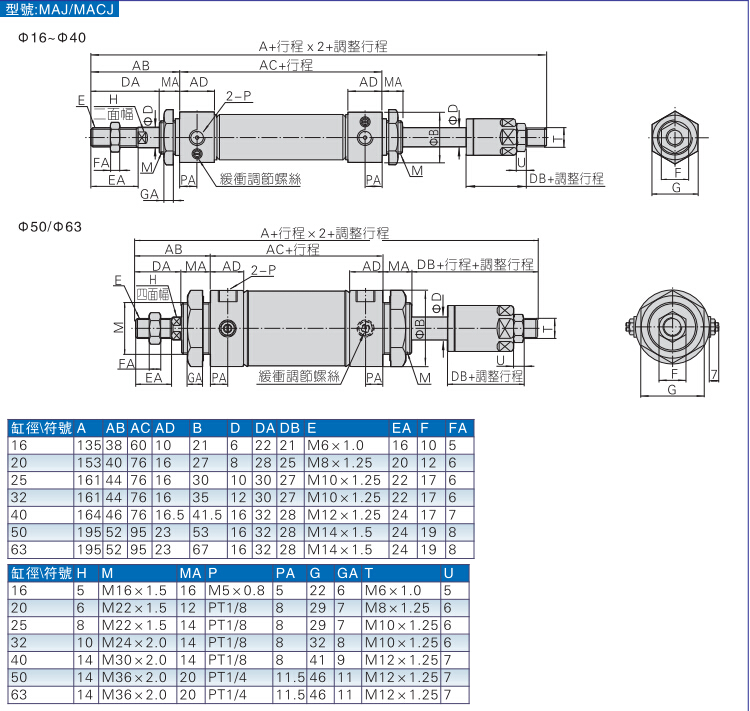 型號:MAJ/MACJ
Φ16~Φ40
A+行程 x 2+調整行程
AB AC+行程
DA MA AD AD MA
E H 二面幅 ΦD 2-P ΦB ΦD T
FA M M U F
EA GA PA 緩衝調節螺絲 PA DB+調整行程 G
Φ50/Φ63
A+行程 × 2+調整行程
AB AC+行程
DA MA AD 2-P AD MA DB+行程+調整行程
E H 四面幅 ΦD
M ΦB T
FA U F 7
EA GA PA 緩衝調節螺絲 PA M DB+調整行程 G
缸徑\符號 A AB AC AD B D DA DB E EA F FA
16 135 38 60 10 21 6 22 21 M6×1.0 16 10 5
20 153 40 76 16 27 8 28 25 M8×1.25 20 12 6
25 161 44 76 16 30 10 30 27 M10×1.25 22 17 6
32 161 44 76 16 35 12 30 27 M10×1.25 22 17 6
40 164 46 76 16.5 41.5 16 32 28 M12×1.25 24 17 7
50 195 52 95 23 53 16 32 28 M14×1.5 24 19 8
63 195 52 95 23 67 16 32 28 M14×1.5 24 19 8
缸徑\符號 H M MA P PA G GA T U
16 5 M16×1.5 16 M5×0.8 5 22 6 M6×1.0 5
20 6 M22×1.5 12 PT1/8 8 29 7 M8×1.25 6
25 8 M22×1.5 14 PT1/8 8 29 7 M10×1.25 6
32 10 M24×2.0 14 PT1/8 8 32 8 M10×1.25 6
40 14 M30×2.0 14 PT1/8 8 41 9 M12×1.25 7
50 14 M36×2.0 20 PT1/4 11.5 46 11 M12×1.25 7
63 14 M36×2.0 20 PT1/4 11.5 46 11 M12×1.25 7